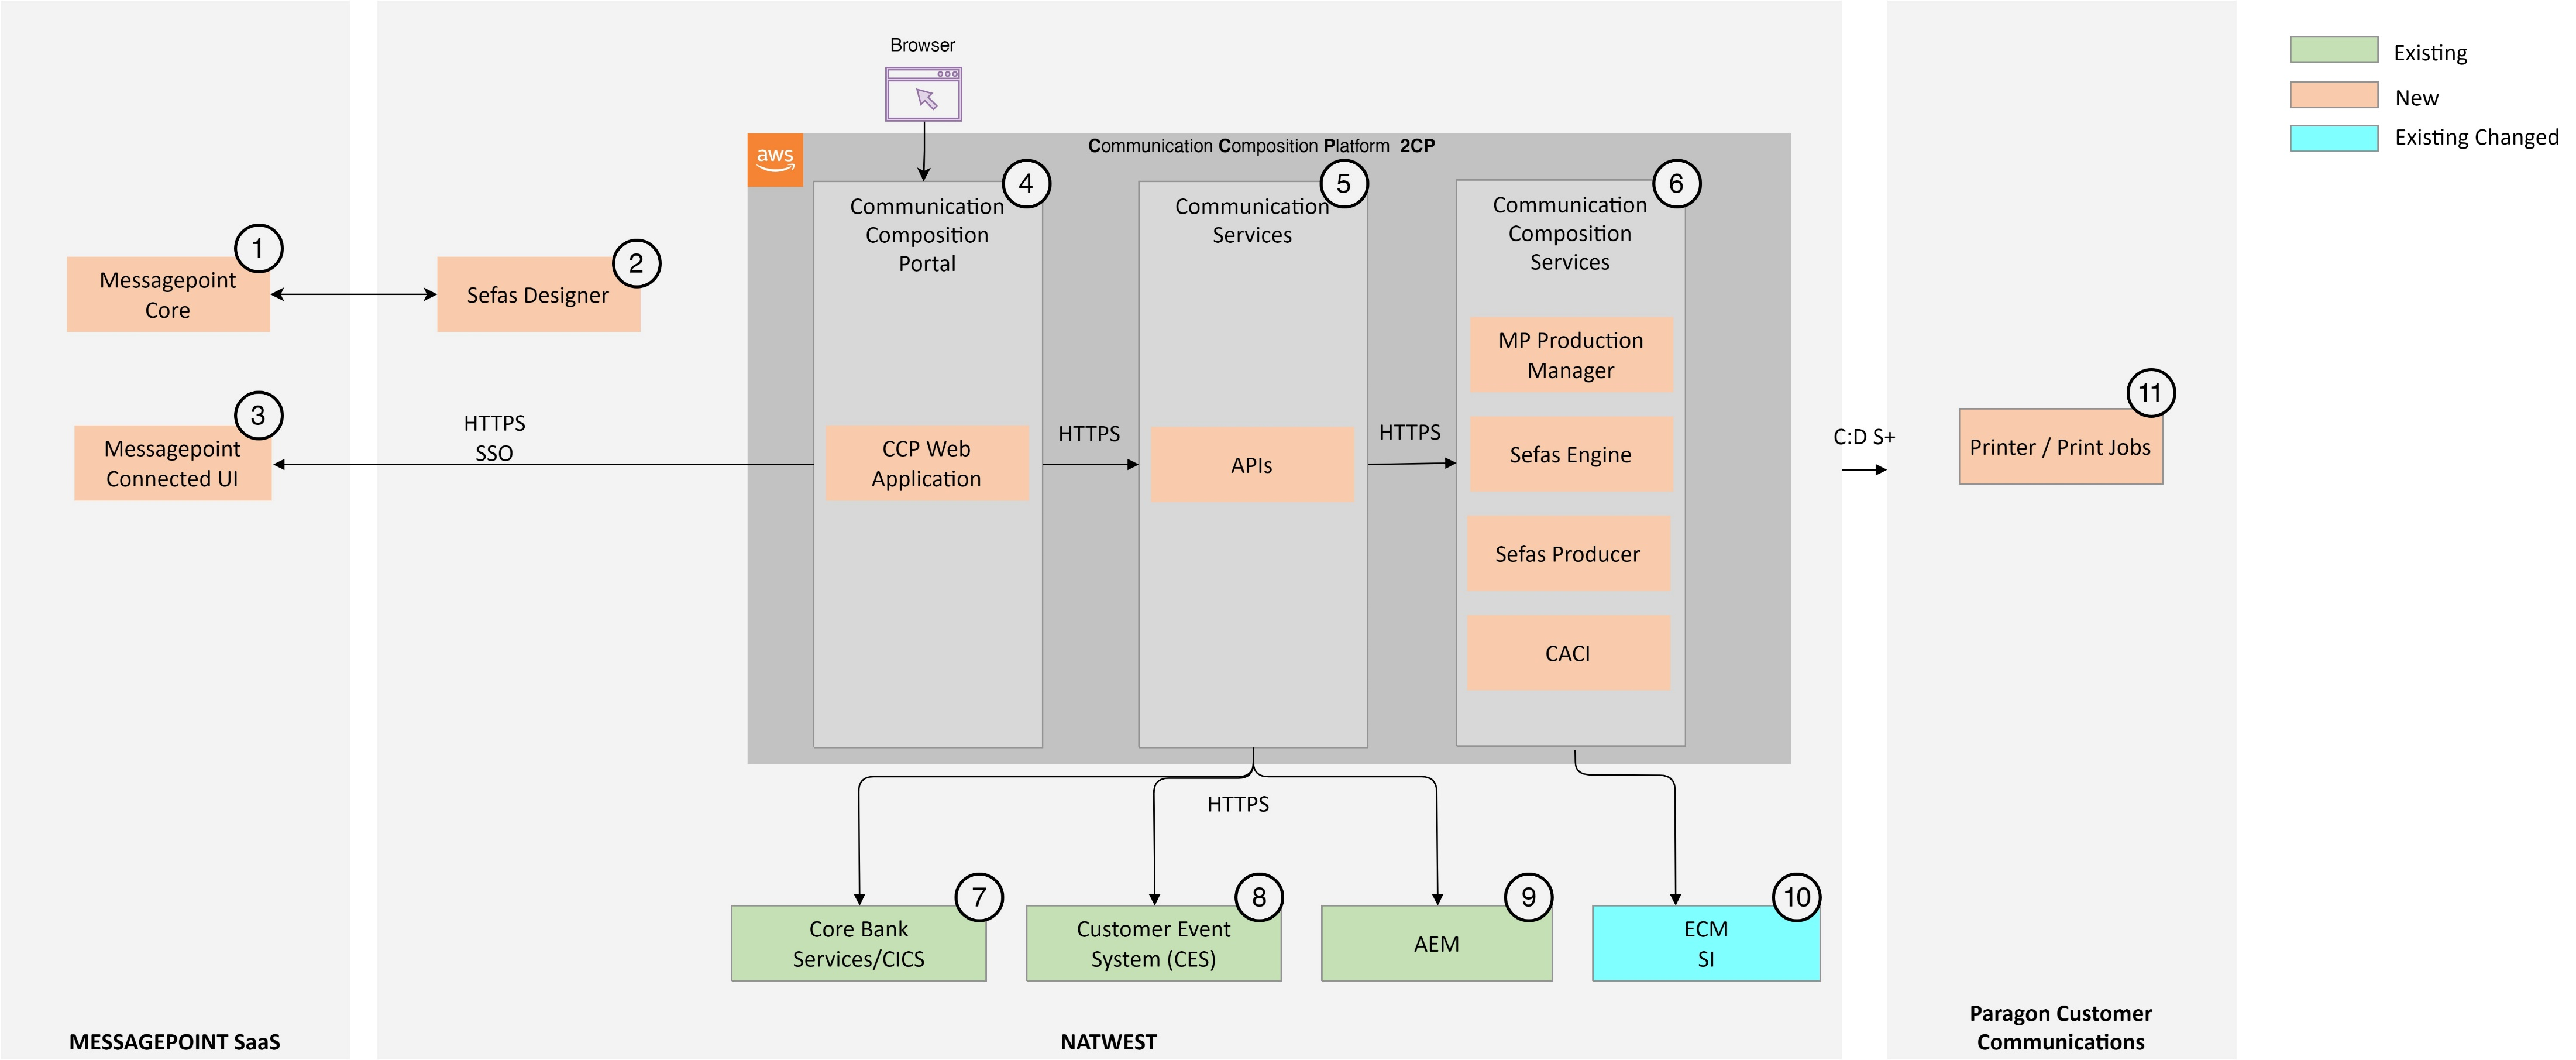 Browser
Existing
New
Existing Changed
aws
Communication Composition Platform 2CP
1
Messagepoint
Core
2
Sefas Designer
3
Messagepoint
Connected UI
HTTPS
SSO
4
Communication
Composition
Portal
CCP Web
Application
HTTPS
5
Communication
Services
APIs
HTTPS
6
Communication
Composition
Services
MP Production
Manager
Sefas Engine
Sefas Producer
CACI
C:D S+
11
Printer / Print Jobs
HTTPS
7
Core Bank
Services/CICS
8
Customer Event
System (CES)
9
AEM
10
ECM
SI
MESSAGEPOINT SaaS
NATWEST
Paragon Customer
Communications